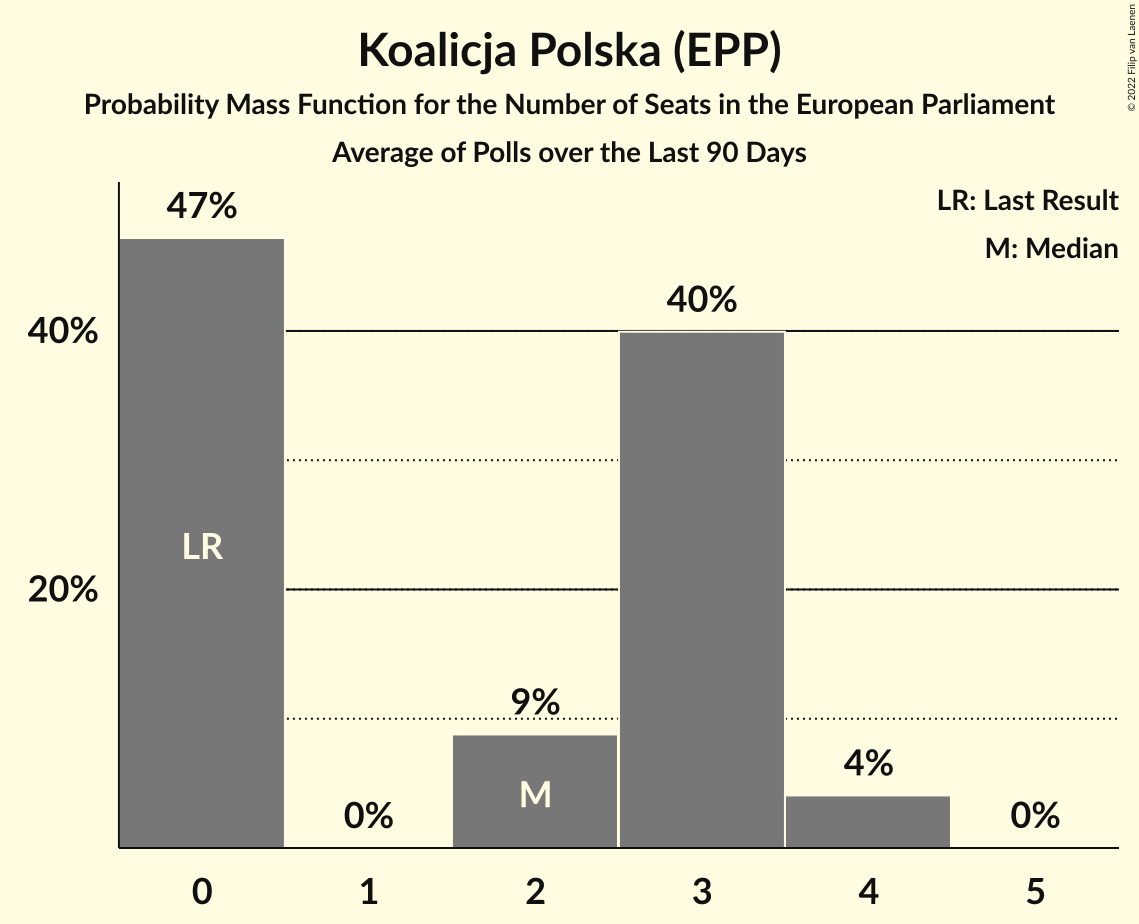 Koalicja Polska (EPP)
Probability Mass Function for the Number of Seats in the European Parliament
Average of Polls over the Last 90 Days
© 2022 Filip van Laenen
LR: Last Result
M: Median
47%
40%
40%
LR
20%
9%
M
4%
0%
0%
0 1 2 3 4 5